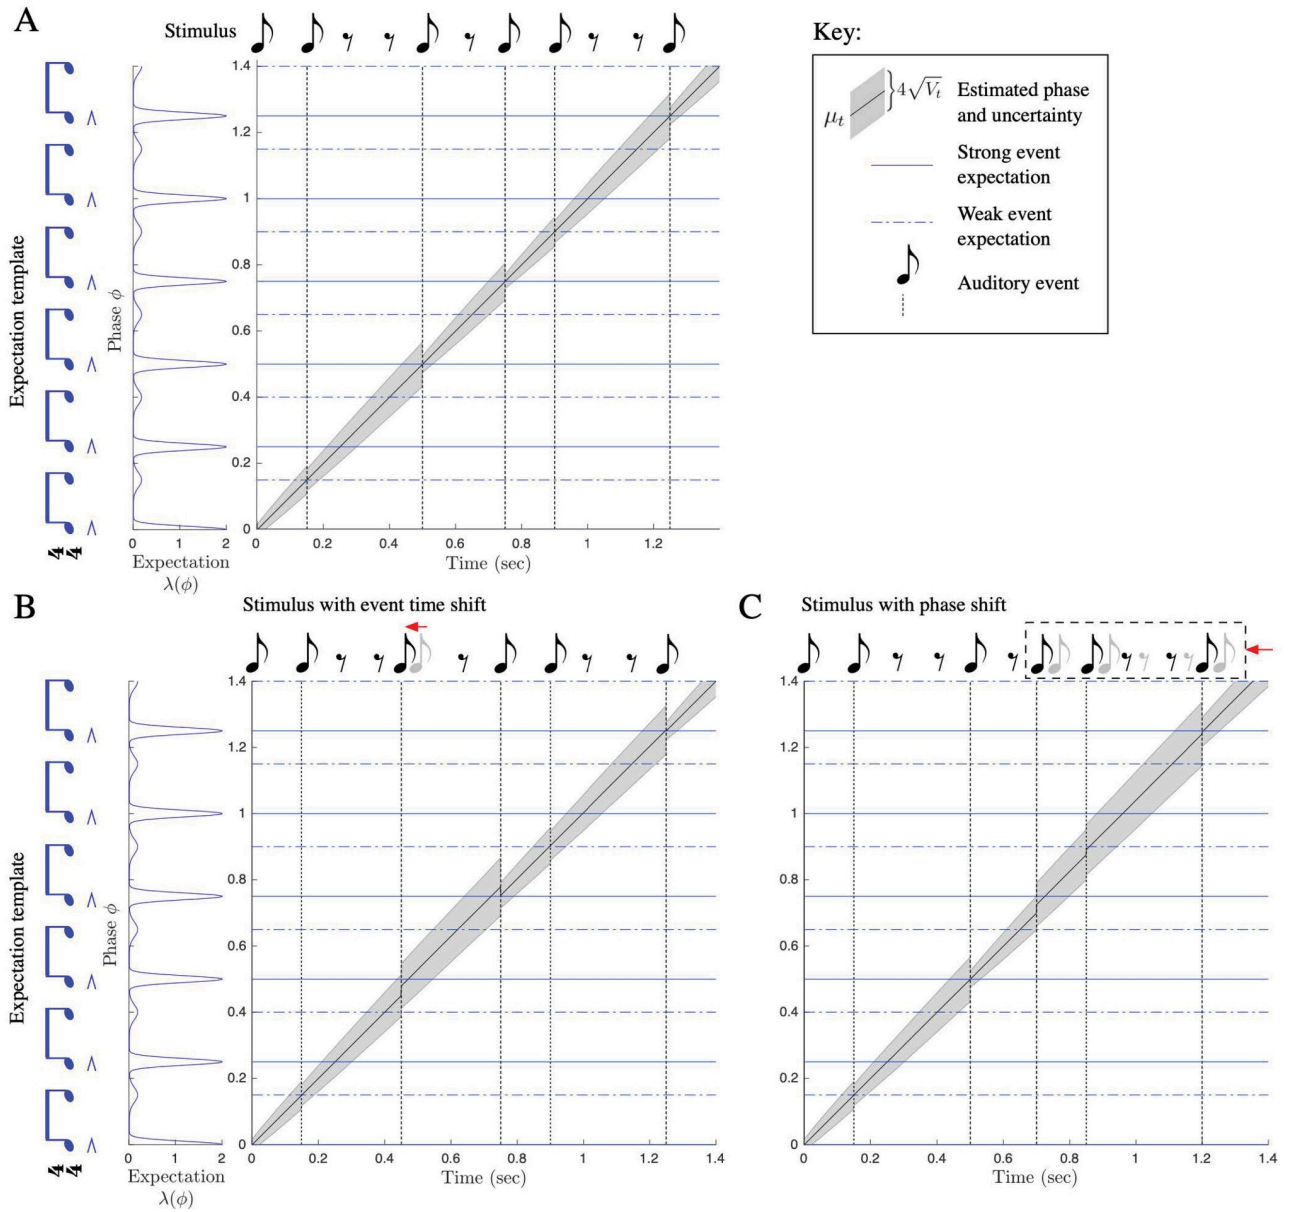 A
Stimulus
Key:
μt
4√Vt
Estimated phase
and uncertainty
Strong event
expectation
Weak event
expectation
Auditory event
Expectation template
4
4
Phase ϕ
0 1 2
Expectation
λ(ϕ)
1.4
1.2
1
0.8
0.6
0.4
0.2
0
0 0.2 0.4 0.6 0.8 1 1.2
Time (sec)
B
Stimulus with event time shift
Expectation template
4
4
Phase ϕ
0 1 2
Expectation
λ(ϕ)
1.4
1.2
1
0.8
0.6
0.4
0.2
0
0 0.2 0.4 0.6 0.8 1 1.2 1.4
Time (sec)
C
Stimulus with phase shift
1.4
1.2
1
0.8
0.6
0.4
0.2
0
0 0.2 0.4 0.6 0.8 1 1.2 1.4
Time (sec)